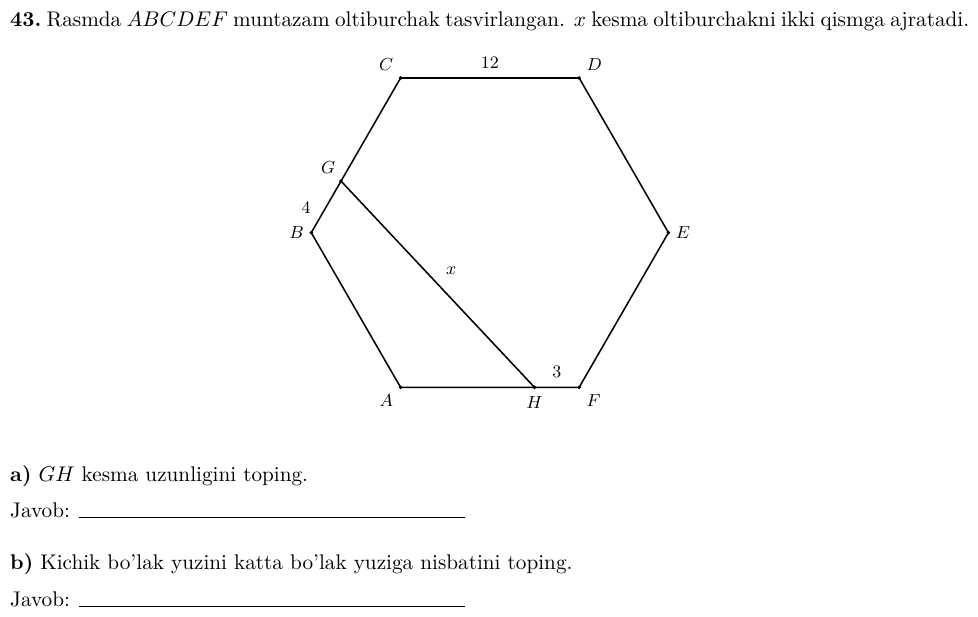 43. Rasmda ABCDEF muntazam oltiburchak tasvirlangan. x kesma oltiburchakni ikki qismga ajratadi.
C 12 D
G
4
B E
x
3
A H F
a) GH kesma uzunligini toping.
Javob:
b) Kichik bo'lak yuzini katta bo'lak yuziga nisbatini toping.
Javob: